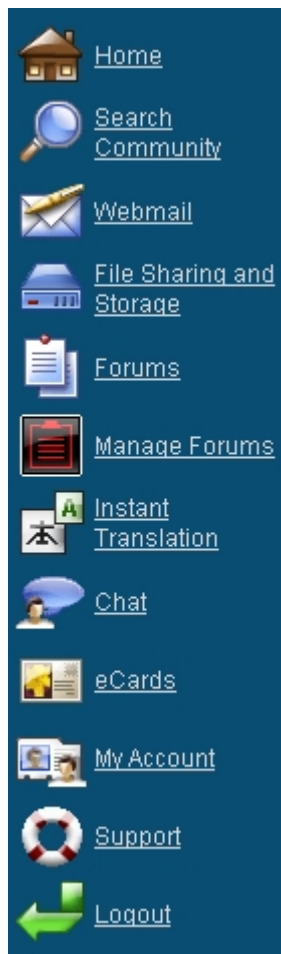 Home
Search
Community
Webmail
File Sharing and
Storage
Forums
Manage Forums
A
本
Instant
Translation
Chat
eCards
My Account
Support
Logout